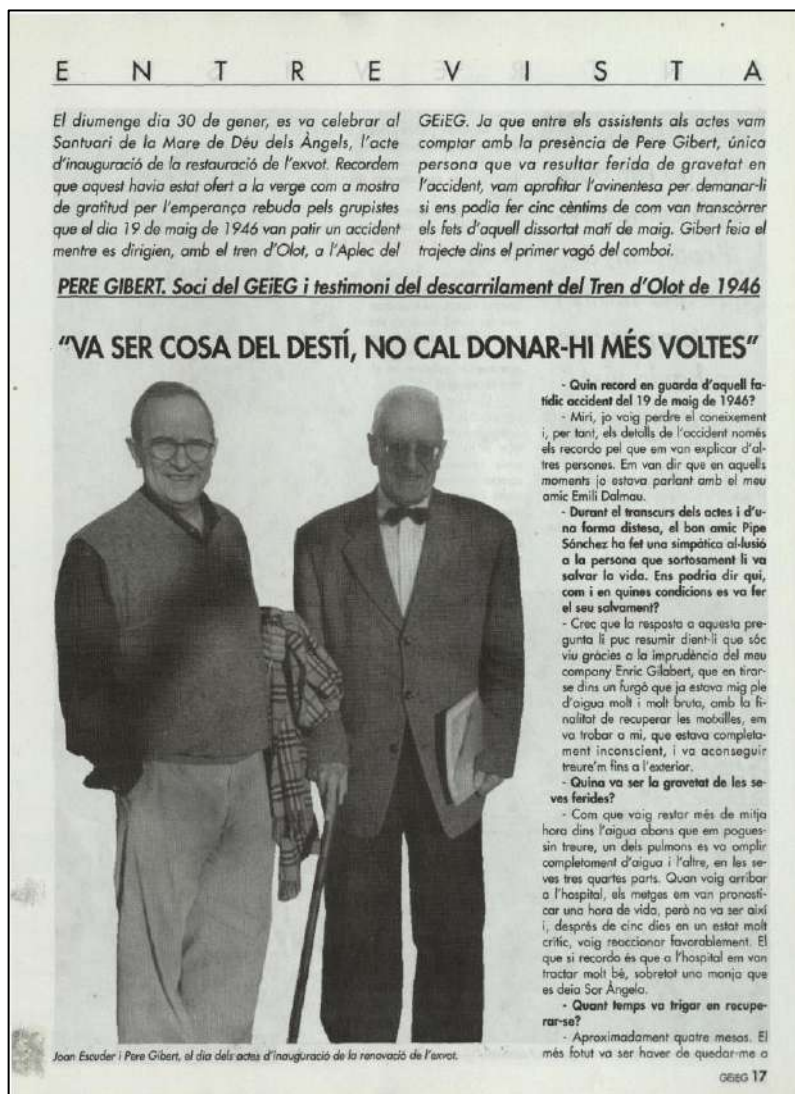 ENTREVISTA
El diumenge dia 30 de gener, es va celebrar al
Santuari de la Mare de Déu dels Àngels, l'acte
d'inauguració de la restauració de l'exvot. Recordem
que aquest havia estat ofert a la verge com a mostra
de gratitud per l'emperança rebuda pels grupistes
que el dia 19 de maig de 1946 van patir un accident
mentre es dirigien, amb el tren d'Olot, a l'Aplec del
GEiEG. Ja que entre els assistents als actes vam
comptar amb la presència de Pere Gibert, única
persona que va resultar ferida de gravetat en
l'accident, vam aprofitar l'avinentesa per demanar-li
si ens podia fer cinc cèntims de com van transcòrrer
els fets d'aquell dissortat matí de maig. Gibert feia el
trajecte dins el primer vagó del comboi.
PERE GIBERT. Soci del GEiEG i testimoni del descarrilament del Tren d'Olot de 1946
"VA SER COSA DEL DESTÍ, NO CAL DONAR-HI MÉS VOLTES"
- Quin record en guarda d'aquell fa-
tídic accident del 19 de maig de 1946?
- Miri, jo vaig perdre el coneixement
i, per tant, els detalls de l'accident només
els recordo pel que em van explicar d'al-
tres persones. Em van dir que en aquells
moments jo estava parlant amb el meu
amic Emili Dalmau.
- Durant el transcurs dels actes i d'u-
na forma distesa, el bon amic Pipe
Sánchez ha fet una simpàtica al·lusió
a la persona que sortosament li va
salvar la vida. Ens podria dir qui,
com i en quines condicions es va fer
el seu salvament?
- Crec que la resposta a aquesta pre-
gunta li puc resumir dient-li que sóc
viu gràcies a la imprudència del meu
company Enric Gilabert, que en tirar-
se dins un furgó que ja estava mig ple
d'aigua molt i molt bruta, amb la fi-
nalitat de recuperar les motxilles, em
va trobar a mi, que estava completa-
ment inconscient, i va aconseguir
treure'm fins a l'exterior.
- Quina va ser la gravetat de les se-
ves ferides?
- Com que vaig restar més de mitja
hora dins l'aigua abans que em pogues-
sin treure, un dels pulmons es va omplir
completament d'aigua i l'altre, en les se-
ves tres quartes parts. Quan vaig arribar
a l'hospital, els metges em van pronosti-
car una hora de vida, però no va ser així
i, després de cinc dies en un estat molt
crític, vaig reaccionar favorablement. El
que si recordo és que a l'hospital em van
tractar molt bé, sobretot una monja que
es deia Sor Àngela.
- Quant temps va trigar en recupe-
rar-se?
- Aproximadament quatre mesos. El
més fotut va ser haver de quedar-me a
Joan Escuder i Pere Gibert, el dia dels actes d'inauguració de la renovació de l'exvot.
GEiEG 17